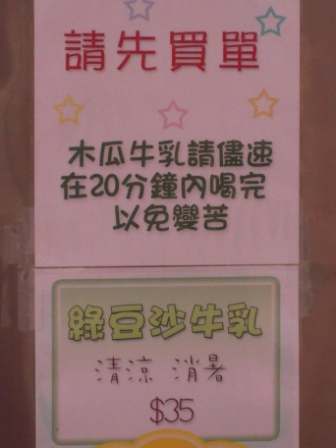 請先買單
木瓜牛乳請儘速
在20分鐘內喝完
以免變苦
綠豆沙牛乳
清涼 消暑
$35